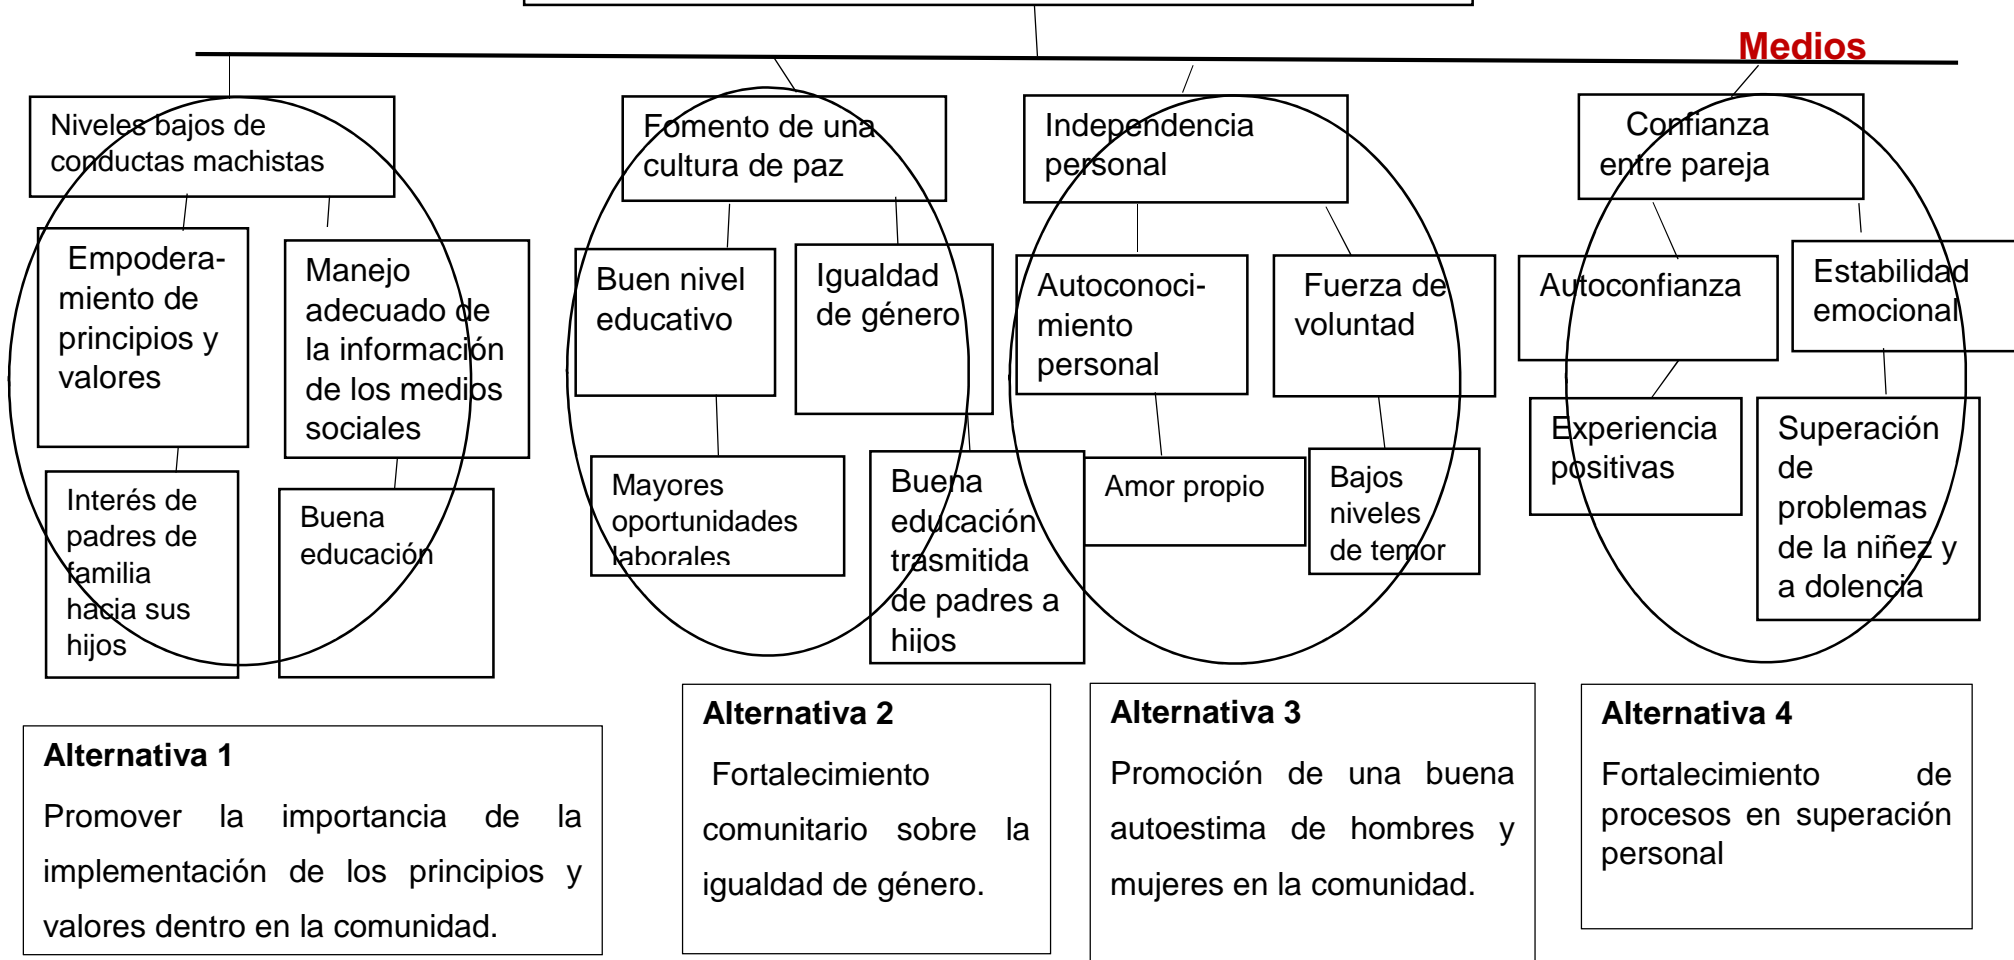 Medios
Niveles bajos de
conductas machistas
Fomento de una
cultura de paz
Independencia
personal
Confianza
entre pareja
Empodera-
miento de
principios y
valores
Manejo
adecuado de
la información
de los medios
sociales
Buen nivel
educativo
Igualdad
de género
Autoconoci-
miento
personal
Fuerza de
voluntad
Autoconfianza
Estabilidad
emocional
Interés de
padres de
familia
hacia sus
hijos
Buena
educación
Mayores
oportunidades
laborales
Buena
educación
trasmitida
de padres a
hijos
Amor propio
Bajos
niveles
de temor
Experiencia
positivas
Superación
de
problemas
de la niñez y
a dolencia
Alternativa 1
Promover la importancia de la
implementación de los principios y
valores dentro en la comunidad.
Alternativa 2
Fortalecimiento
comunitario sobre la
igualdad de género.
Alternativa 3
Promoción de una buena
autoestima de hombres y
mujeres en la comunidad.
Alternativa 4
Fortalecimiento de
procesos en superación
personal